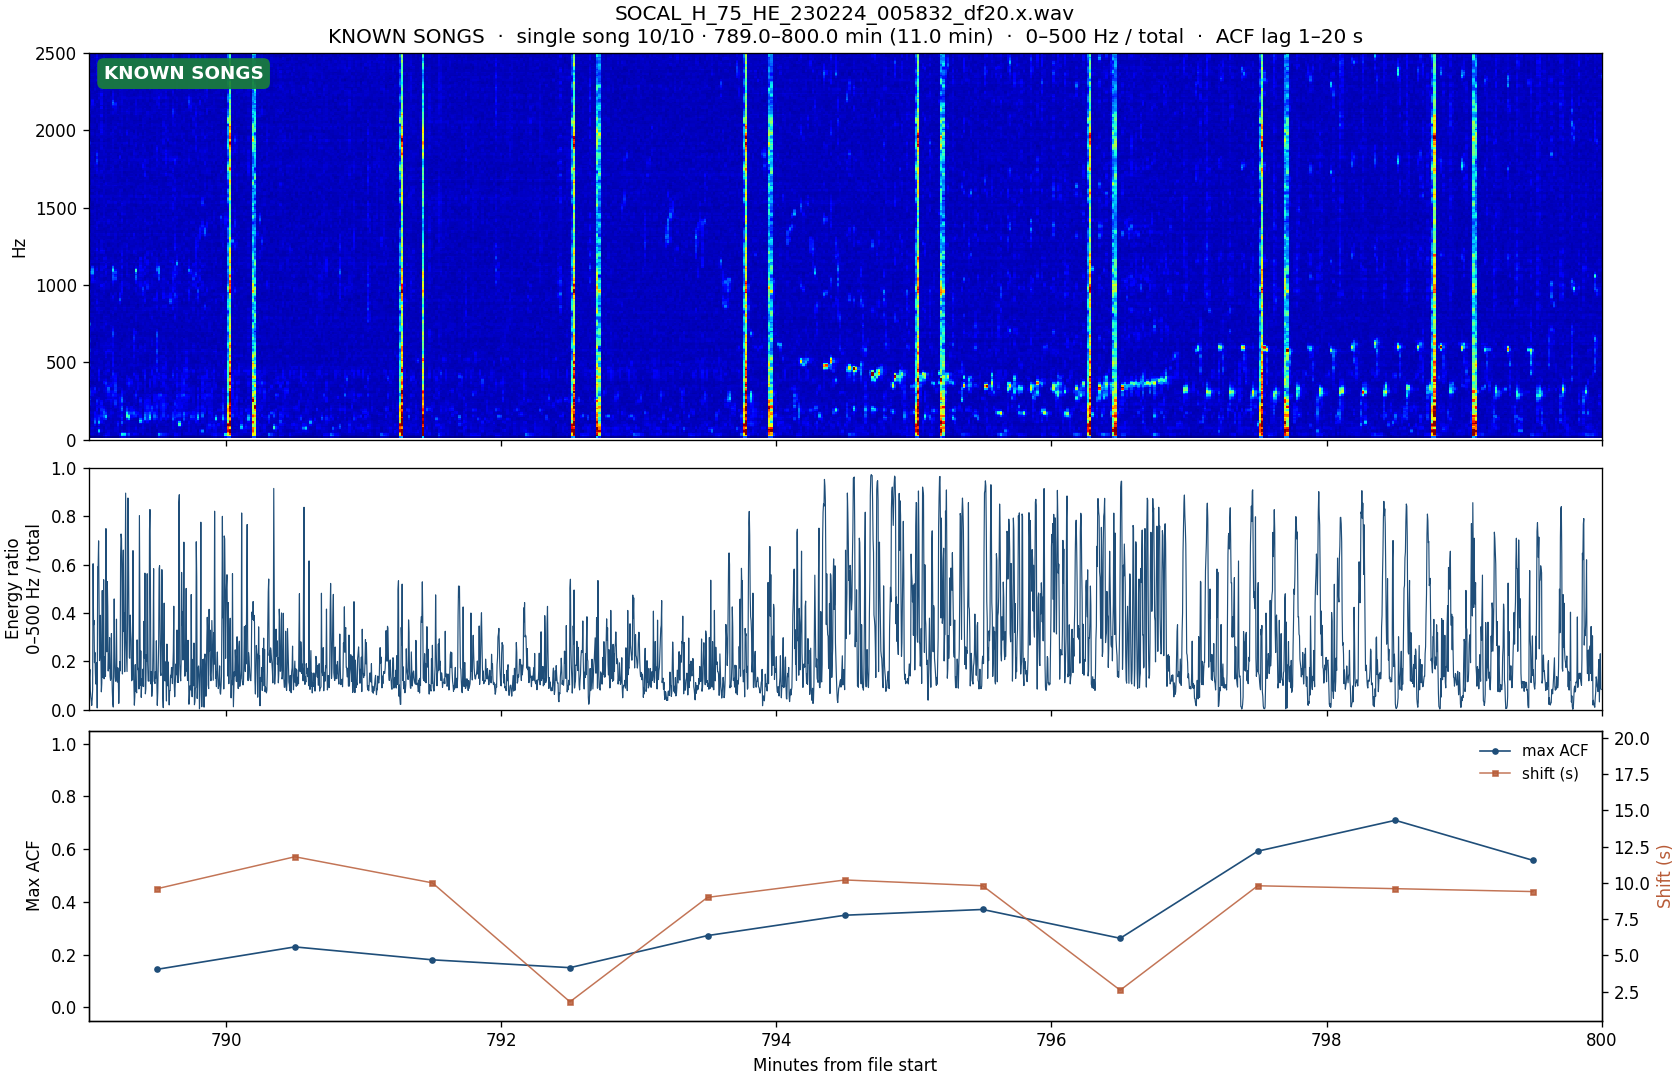 SOCAL_H_75_HE_230224_005832_df20.x.wav
KNOWN SONGS · single song 10/10 · 789.0–800.0 min (11.0 min) · 0–500 Hz / total · ACF lag 1–20 s
KNOWN SONGS
2500
2000
1500
1000
500
0
Hz
1.0
0.8
0.6
0.4
0.2
0.0
Energy ratio
0–500 Hz / total
1.0
0.8
0.6
0.4
0.2
0.0
Max ACF
max ACF
shift (s)
20.0
17.5
15.0
12.5
10.0
7.5
5.0
2.5
Shift (s)
790
792
794
796
798
800
Minutes from file start